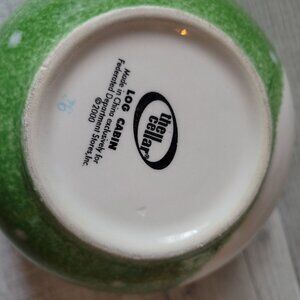 the
cellar®
LOG CABIN
Made in China exclusively for
Federated Department Stores, Inc.
©2000